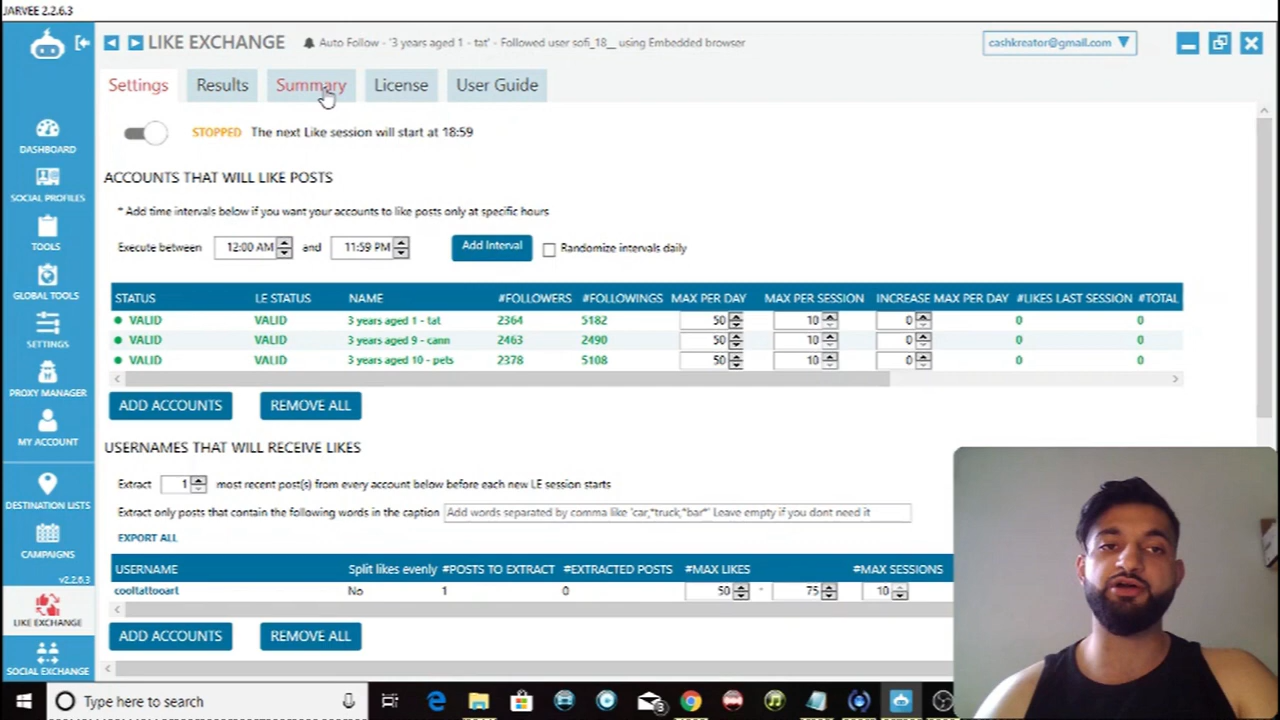 JARVEE 2.2.6.3
LIKE EXCHANGE
Auto Follow - '3 years aged 1 - tat' - Followed user sofi_18__ using Embedded browser
cashkreator@gmail.com
Settings Results Summary License User Guide
STOPPED The next Like session will start at 18:59
ACCOUNTS THAT WILL LIKE POSTS
* Add time intervals below if you want your accounts to like posts only at specific hours
Execute between 12:00 AM and 11:59 PM Add Interval Randomize intervals daily
STATUS LE STATUS NAME #FOLLOWERS #FOLLOWINGS MAX PER DAY MAX PER SESSION INCREASE MAX PER DAY #LIKES LAST SESSION #TOTAL
VALID VALID 3 years aged 1 - tat 2364 5182 50 10 0 0 0
VALID VALID 3 years aged 9 - cann 2463 2490 50 10 0 0 0
VALID VALID 3 years aged 10 - pets 2378 5108 50 10 0 0 0
ADD ACCOUNTS REMOVE ALL
USERNAMES THAT WILL RECEIVE LIKES
Extract 1 most recent post(s) from every account below before each new LE session starts
Extract only posts that contain the following words in the caption Add words separated by comma like 'car,*truck,*bar*' Leave empty if you dont need it
EXPORT ALL
USERNAME Split likes evenly #POSTS TO EXTRACT #EXTRACTED POSTS #MAX LIKES #MAX SESSIONS
cooltattooart No 1 0 50 - 75 10
ADD ACCOUNTS REMOVE ALL
DASHBOARD
SOCIAL PROFILES
TOOLS
GLOBAL TOOLS
SETTINGS
PROXY MANAGER
MY ACCOUNT
DESTINATION LISTS
CAMPAIGNS
v2.2.6.3
LIKE EXCHANGE
SOCIAL EXCHANGE
Type here to search
3